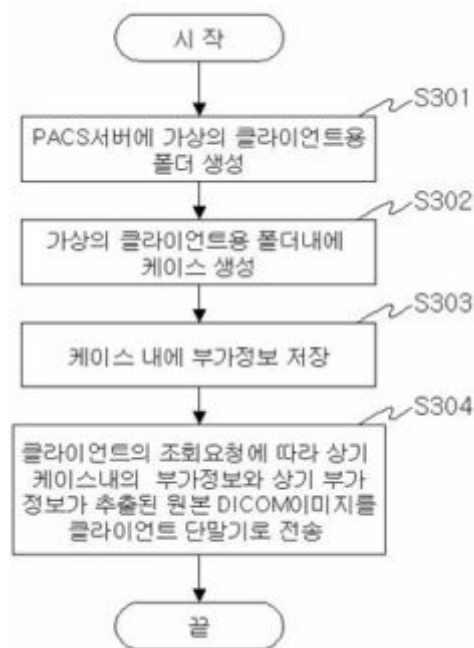 시 작
S301
PACS서버에 가상의 클라이언트용
폴더 생성
S302
가상의 클라이언트용 폴더내에
케이스 생성
S303
케이스 내에 부가정보 저장
S304
클라이언트의 조회요청에 따라 상기
케이스내의 부가정보와 상기 부가
정보가 추출된 원본 DICOM이미지를
클라이언트 단말기로 전송
끝